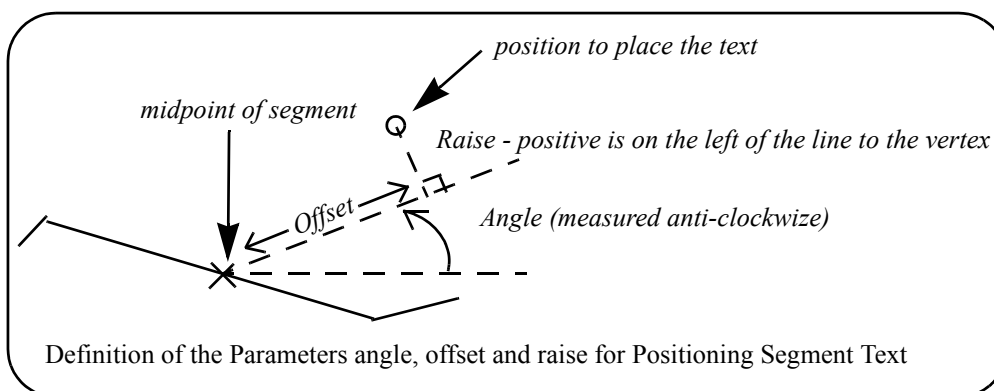 position to place the text
midpoint of segment
Raise - positive is on the left of the line to the vertex
Offset
Angle (measured anti-clockwize)
Definition of the Parameters angle, offset and raise for Positioning Segment Text